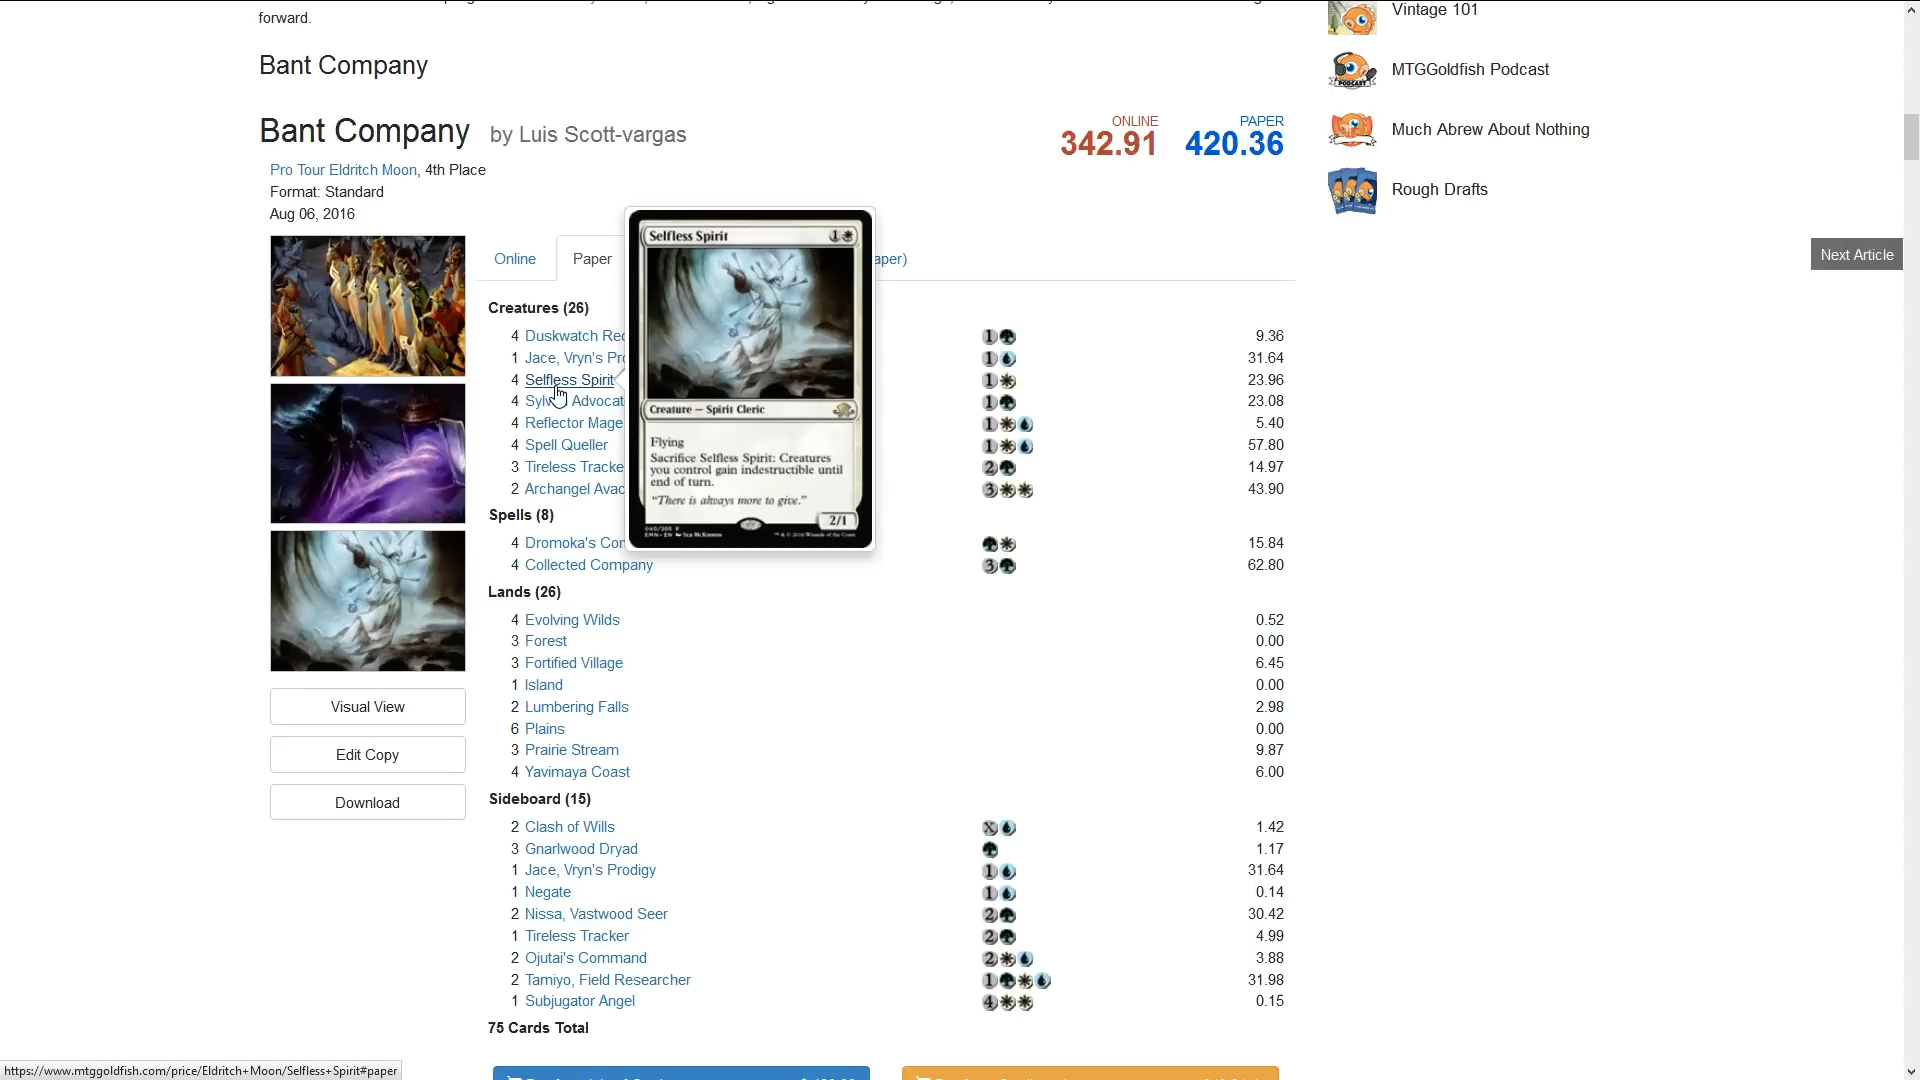 forward.
Bant Company
Bant Company by Luis Scott-vargas
ONLINE
342.91
PAPER
420.36
Pro Tour Eldritch Moon, 4th Place
Format: Standard
Aug 06, 2016
Online
Paper
aper)
Creatures (26)
4 Duskwatch Rec 9.36
1 Jace, Vryn's Pro 31.64
4 Selfless Spirit 23.96
4 Sylv Advocat 23.08
4 Reflector Mage 5.40
4 Spell Queller 57.80
3 Tireless Tracke 14.97
2 Archangel Avac 43.90
Spells (8)
4 Dromoka's Con 15.84
4 Collected Company 62.80
Lands (26)
4 Evolving Wilds 0.52
3 Forest 0.00
3 Fortified Village 6.45
1 Island 0.00
2 Lumbering Falls 2.98
6 Plains 0.00
3 Prairie Stream 9.87
4 Yavimaya Coast 6.00
Sideboard (15)
2 Clash of Wills X 1.42
3 Gnarlwood Dryad 1.17
1 Jace, Vryn's Prodigy 1 31.64
1 Negate 1 0.14
2 Nissa, Vastwood Seer 2 30.42
1 Tireless Tracker 2 4.99
2 Ojutai's Command 2 3.88
2 Tamiyo, Field Researcher 1 31.98
1 Subjugator Angel 4 0.15
75 Cards Total
Selfless Spirit 1
Creature — Spirit Cleric
Flying
Sacrifice Selfless Spirit: Creatures
you control gain indestructible until
end of turn.
"There is always more to give."
2/1
Visual View
Edit Copy
Download
Vintage 101
MTGGoldfish Podcast
PODCAST
Much Abrew About Nothing
Rough Drafts
Next Article
https://www.mtggoldfish.com/price/Eldritch+Moon/Selfless+Spirit#paper